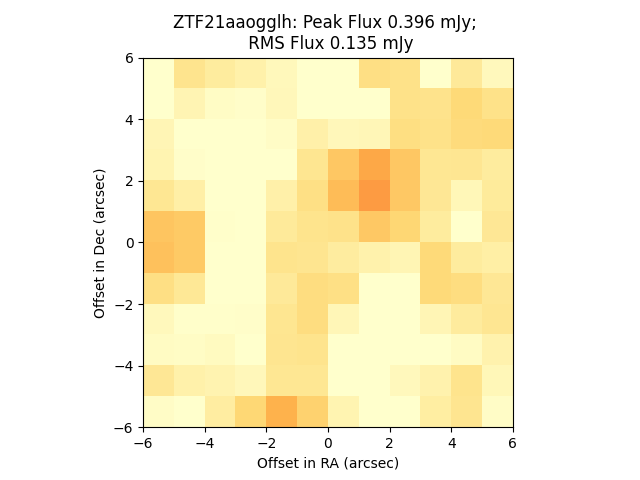 ZTF21aaogglh: Peak Flux 0.396 mJy;
RMS Flux 0.135 mJy
6
4
2
0
−2
−4
−6
Offset in Dec (arcsec)
−6 −4 −2 0 2 4 6
Offset in RA (arcsec)